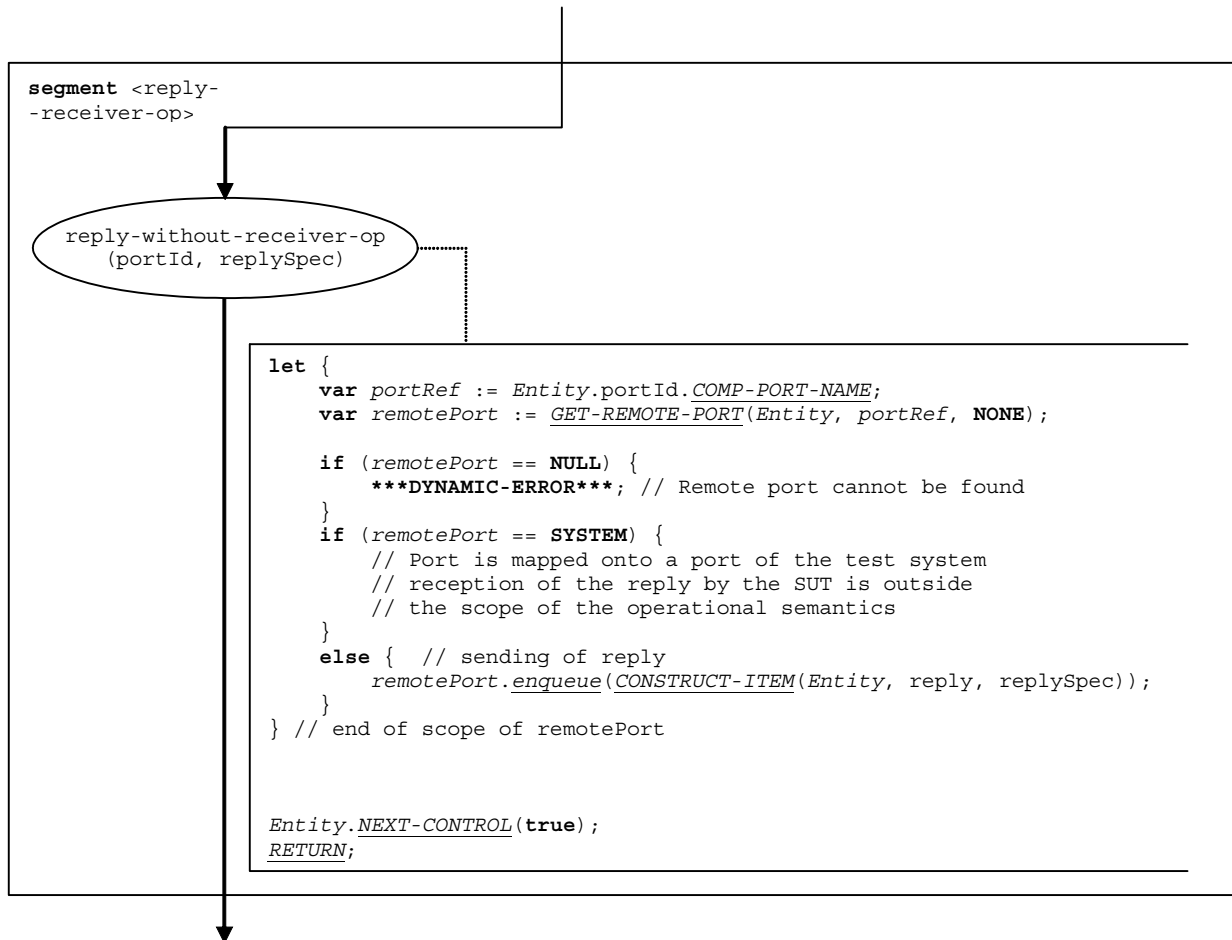 segment <reply-
-receiver-op>
reply-without-receiver-op
(portId, replySpec)
let {
var portRef := Entity.portId.COMP-PORT-NAME;
var remotePort := GET-REMOTE-PORT(Entity, portRef, NONE);
if (remotePort == NULL) {
***DYNAMIC-ERROR***; // Remote port cannot be found
}
if (remotePort == SYSTEM) {
// Port is mapped onto a port of the test system
// reception of the reply by the SUT is outside
// the scope of the operational semantics
}
else {  // sending of reply
remotePort.enqueue(CONSTRUCT-ITEM(Entity, reply, replySpec));
}
} // end of scope of remotePort
Entity.NEXT-CONTROL(true);
RETURN;